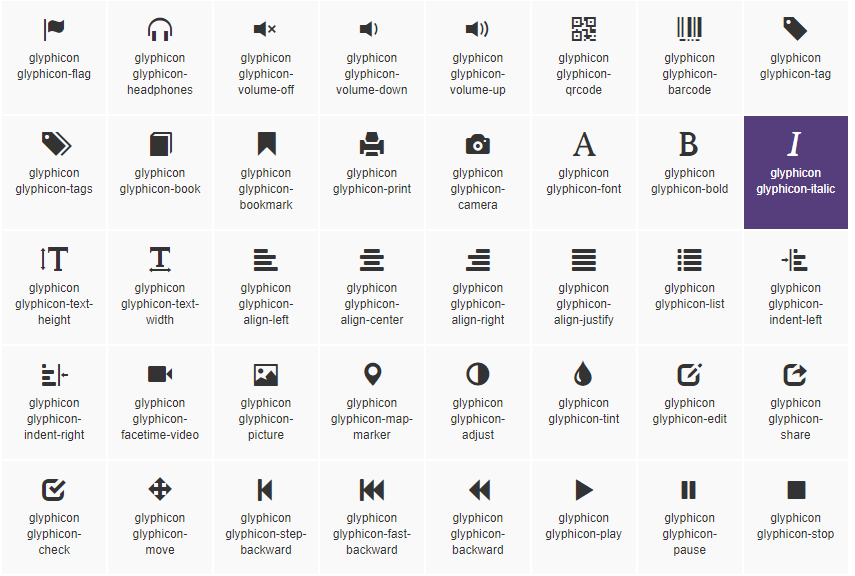 glyphicon
glyphicon-flag
glyphicon
glyphicon-
headphones
glyphicon
glyphicon-
volume-off
glyphicon
glyphicon-
volume-down
glyphicon
glyphicon-
volume-up
glyphicon
glyphicon-
qrcode
glyphicon
glyphicon-
barcode
glyphicon
glyphicon-tag
glyphicon
glyphicon-tags
glyphicon
glyphicon-book
glyphicon
glyphicon-
bookmark
glyphicon
glyphicon-print
glyphicon
glyphicon-
camera
A
glyphicon
glyphicon-font
B
glyphicon
glyphicon-bold
I
glyphicon
glyphicon-italic
T
glyphicon
glyphicon-text-
height
T
glyphicon
glyphicon-text-
width
glyphicon
glyphicon-
align-left
glyphicon
glyphicon-
align-center
glyphicon
glyphicon-
align-right
glyphicon
glyphicon-
align-justify
glyphicon
glyphicon-list
glyphicon
glyphicon-
indent-left
glyphicon
glyphicon-
indent-right
glyphicon
glyphicon-
facetime-video
glyphicon
glyphicon-
picture
glyphicon
glyphicon-map-
marker
glyphicon
glyphicon-
adjust
glyphicon
glyphicon-tint
glyphicon
glyphicon-edit
glyphicon
glyphicon-
share
glyphicon
glyphicon-
check
glyphicon
glyphicon-
move
glyphicon
glyphicon-step-
backward
glyphicon
glyphicon-fast-
backward
glyphicon
glyphicon-
backward
glyphicon
glyphicon-play
glyphicon
glyphicon-
pause
glyphicon
glyphicon-stop